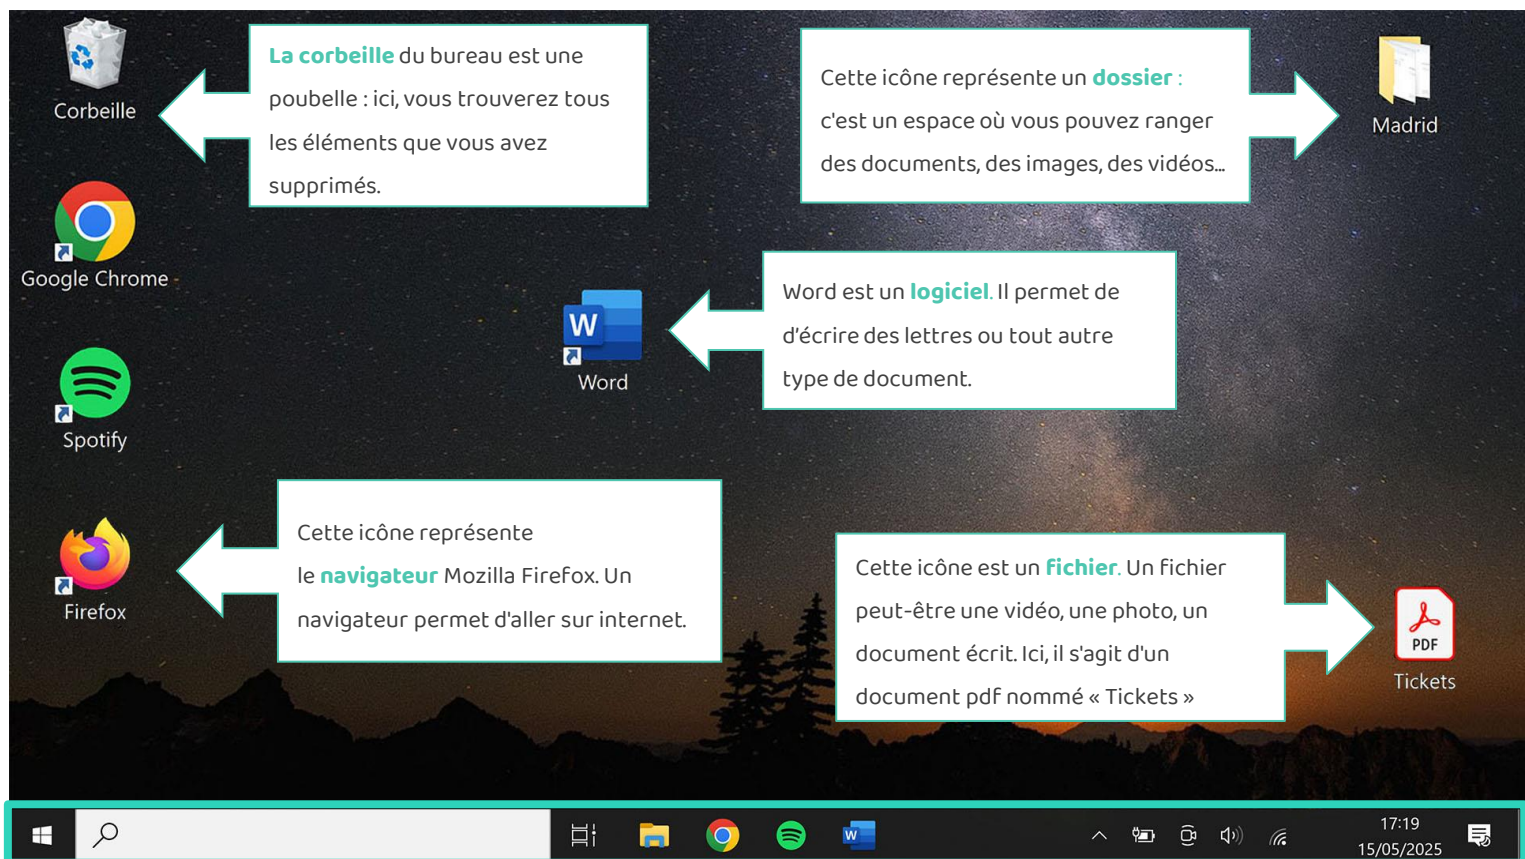 Corbeille
La corbeille du bureau est une
poubelle : ici, vous trouverez tous
les éléments que vous avez
supprimés.
Cette icône représente un dossier :
c'est un espace où vous pouvez ranger
des documents, des images, des vidéos...
Madrid
Google Chrome
W
Word
Word est un logiciel. Il permet de
d'écrire des lettres ou tout autre
type de document.
Spotify
Firefox
Cette icône représente
le navigateur Mozilla Firefox. Un
navigateur permet d'aller sur internet.
Cette icône est un fichier. Un fichier
peut-être une vidéo, une photo, un
document écrit. Ici, il s'agit d'un
document pdf nommé « Tickets »
PDF
Tickets
W
17:19
15/05/2025